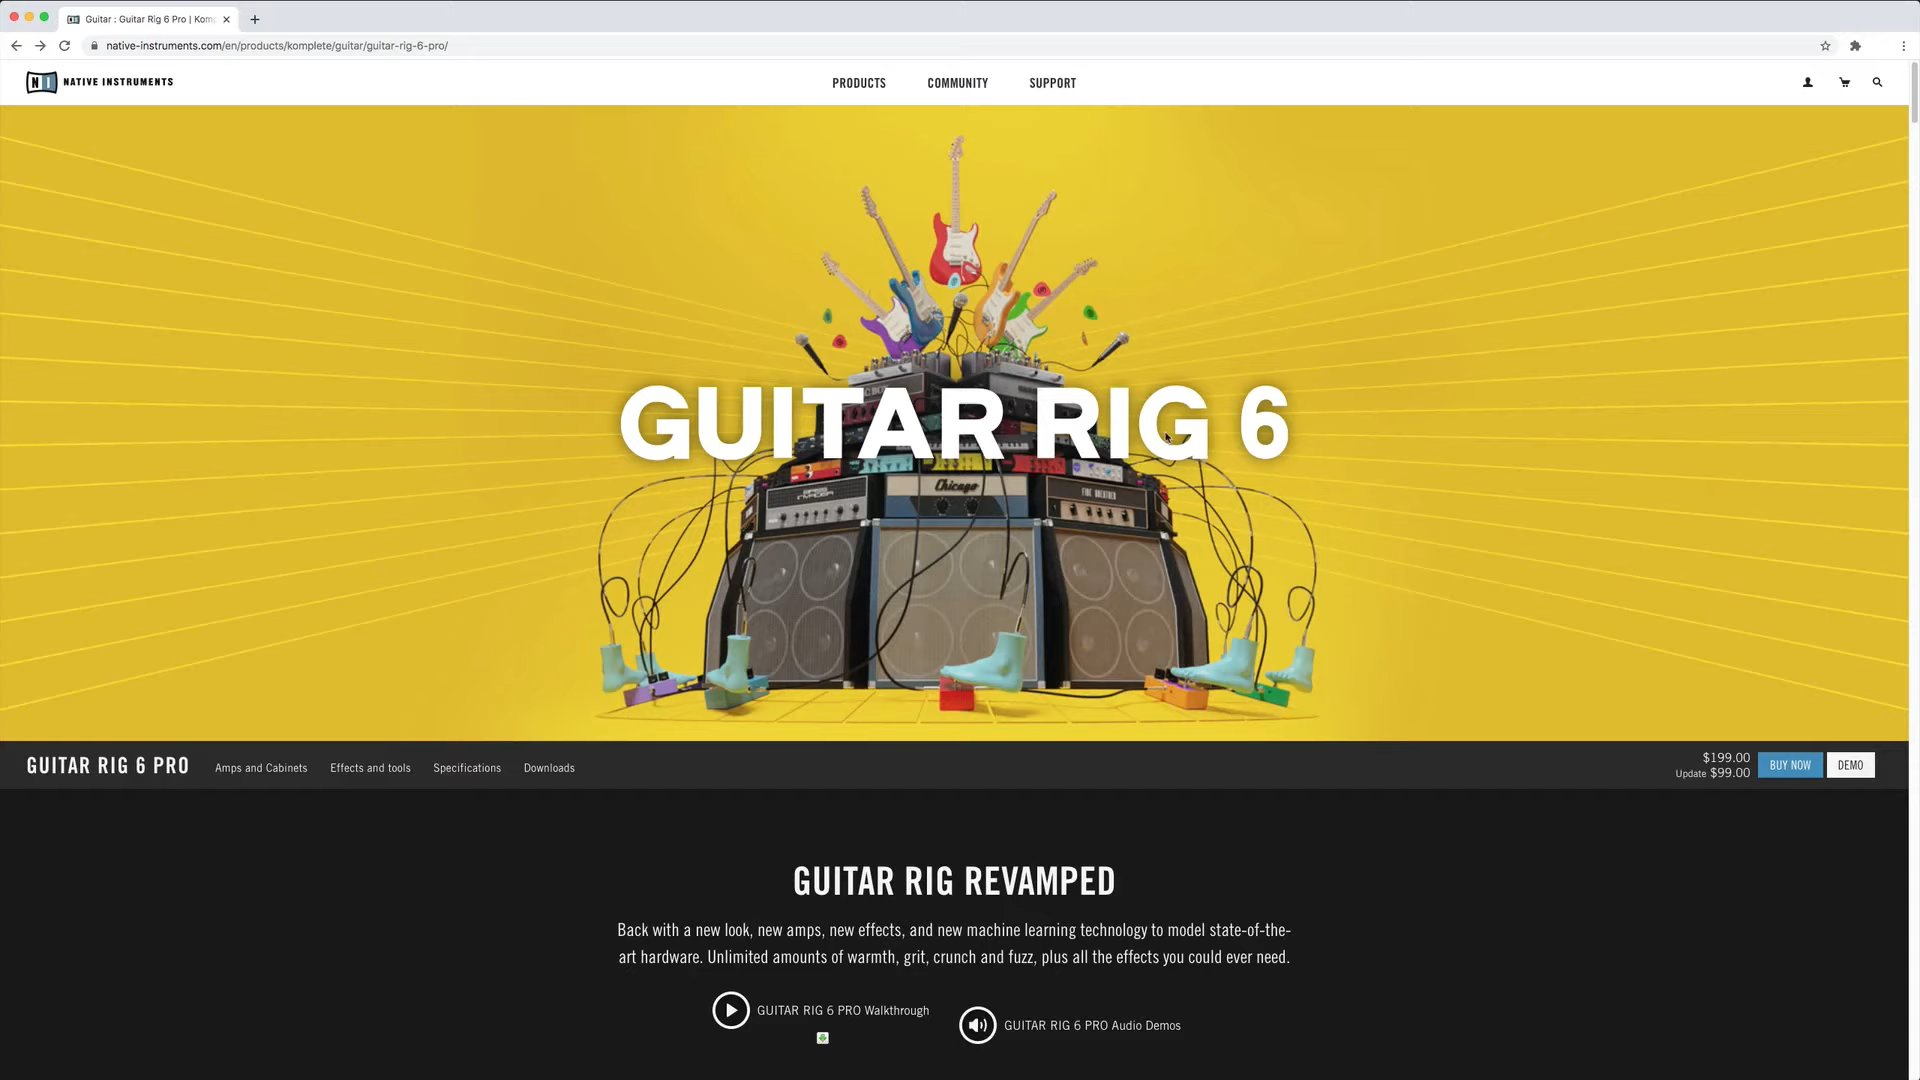 Guitar : Guitar Rig 6 Pro | Kom
native-instruments.com/en/products/komplete/guitar/guitar-rig-6-pro/
NI NATIVE INSTRUMENTS
PRODUCTS
COMMUNITY
SUPPORT
GUITAR RIG 6
Chicago
FIRE BREATHER
GUITAR RIG 6 PRO
Amps and Cabinets
Effects and tools
Specifications
Downloads
$199.00
Update $99.00
BUY NOW
DEMO
GUITAR RIG REVAMPED
Back with a new look, new amps, new effects, and new machine learning technology to model state-of-the-
art hardware. Unlimited amounts of warmth, grit, crunch and fuzz, plus all the effects you could ever need.
GUITAR RIG 6 PRO Walkthrough
GUITAR RIG 6 PRO Audio Demos